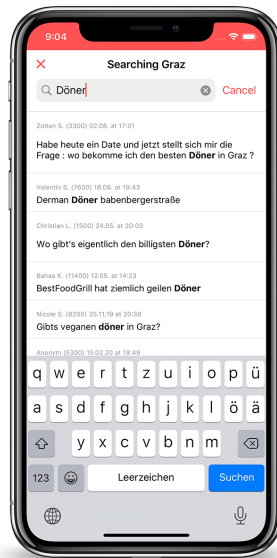 9:04
Searching Graz
Döner
Cancel
Zoltan S. (3300) 02.08. at 17:01
Habe heute ein Date und jetzt stellt sich mir die
Frage : wo bekomme ich den besten Döner in Graz ?
Valentin S. (7600) 18.06. at 19:43
Derman Döner babenbergerstraße
Christian L. (1500) 24.05. at 20:03
Wo gibt's eigentlich den billigsten Döner?
Bahaa K. (11400) 12.05. at 14:23
BestFoodGrill hat ziemlich geilen Döner
Nicole S. (8200) 25.11.19 at 20:38
Gibts veganen döner in Graz?
Anonym (5300) 15.02.20 at 19:49
q w e r t z u i o p ü
a s d f g h j k l ö ä
y x c v b n m
123 Leerzeichen Suchen